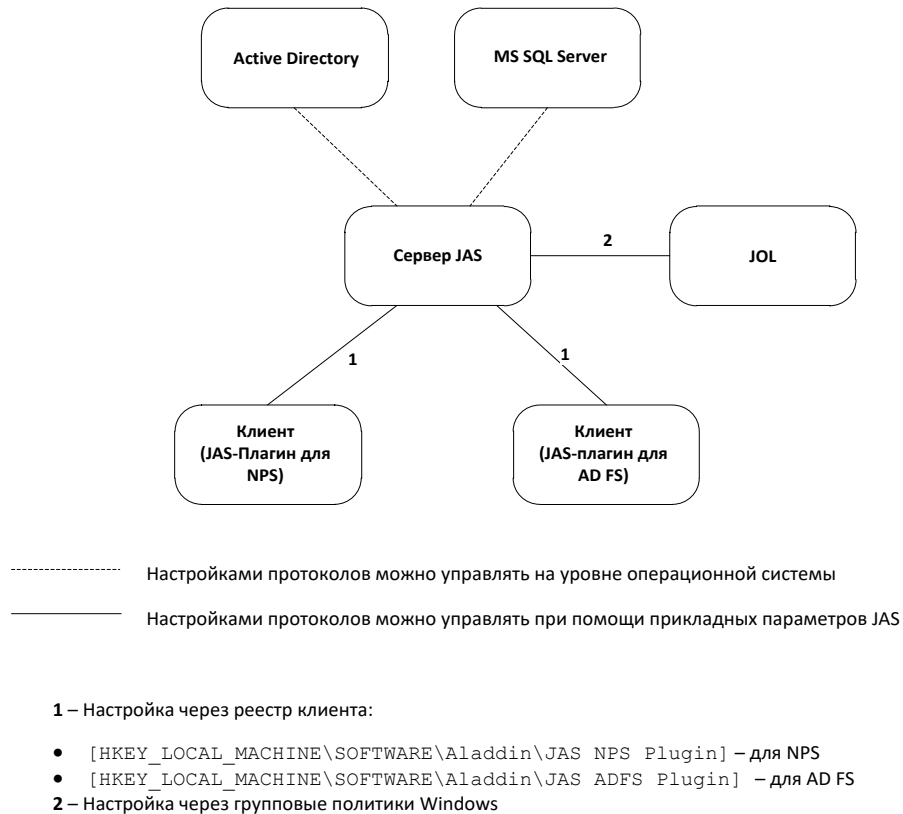 Active Directory
MS SQL Server
Сервер JAS
2
JOL
1
1
Клиент
(JAS-Плагин для
NPS)
Клиент
(JAS-плагин для
AD FS)
Настройками протоколов можно управлять на уровне операционной системы
Настройками протоколов можно управлять при помощи прикладных параметров JAS
1 – Настройка через реестр клиента:
• [HKEY_LOCAL_MACHINE\SOFTWARE\Aladdin\JAS NPS Plugin] – для NPS
• [HKEY_LOCAL_MACHINE\SOFTWARE\Aladdin\JAS ADFS Plugin] – для AD FS
2 – Настройка через групповые политики Windows